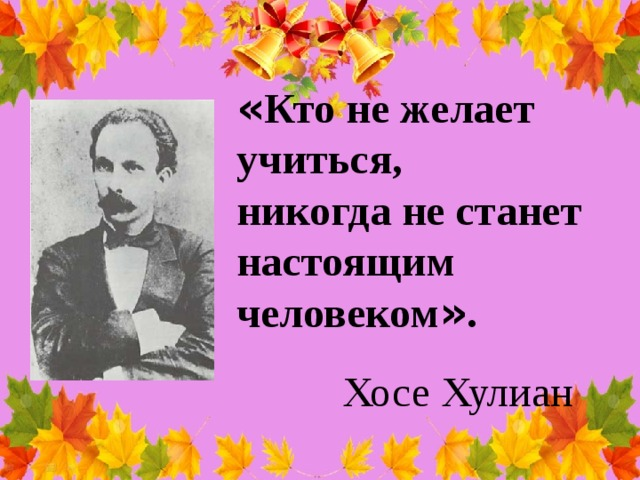 «Кто не желает
учиться,
никогда не станет
настоящим
человеком».
Хосе Хулиан